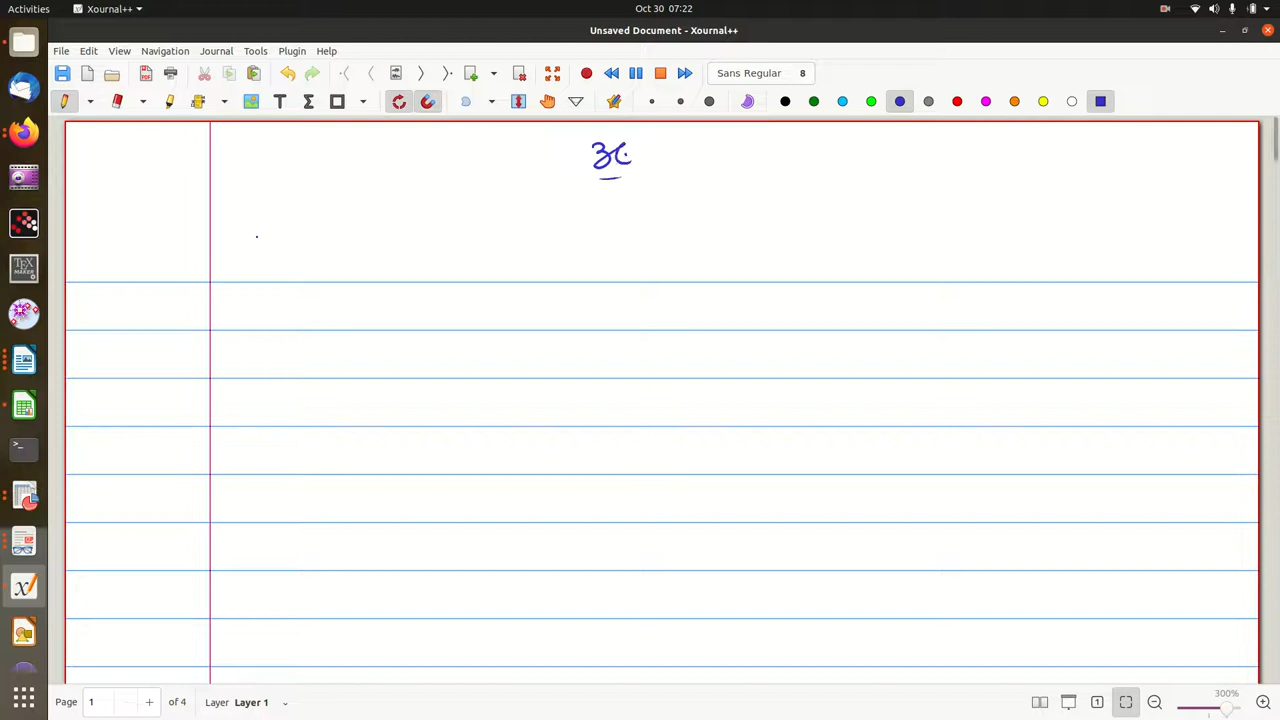 Activities
Xournal++
Oct 30 07:22
Unsaved Document - Xournal++
File Edit View Navigation Journal Tools Plugin Help
Sans Regular 8
Page 1 of 4 Layer Layer 1
300%